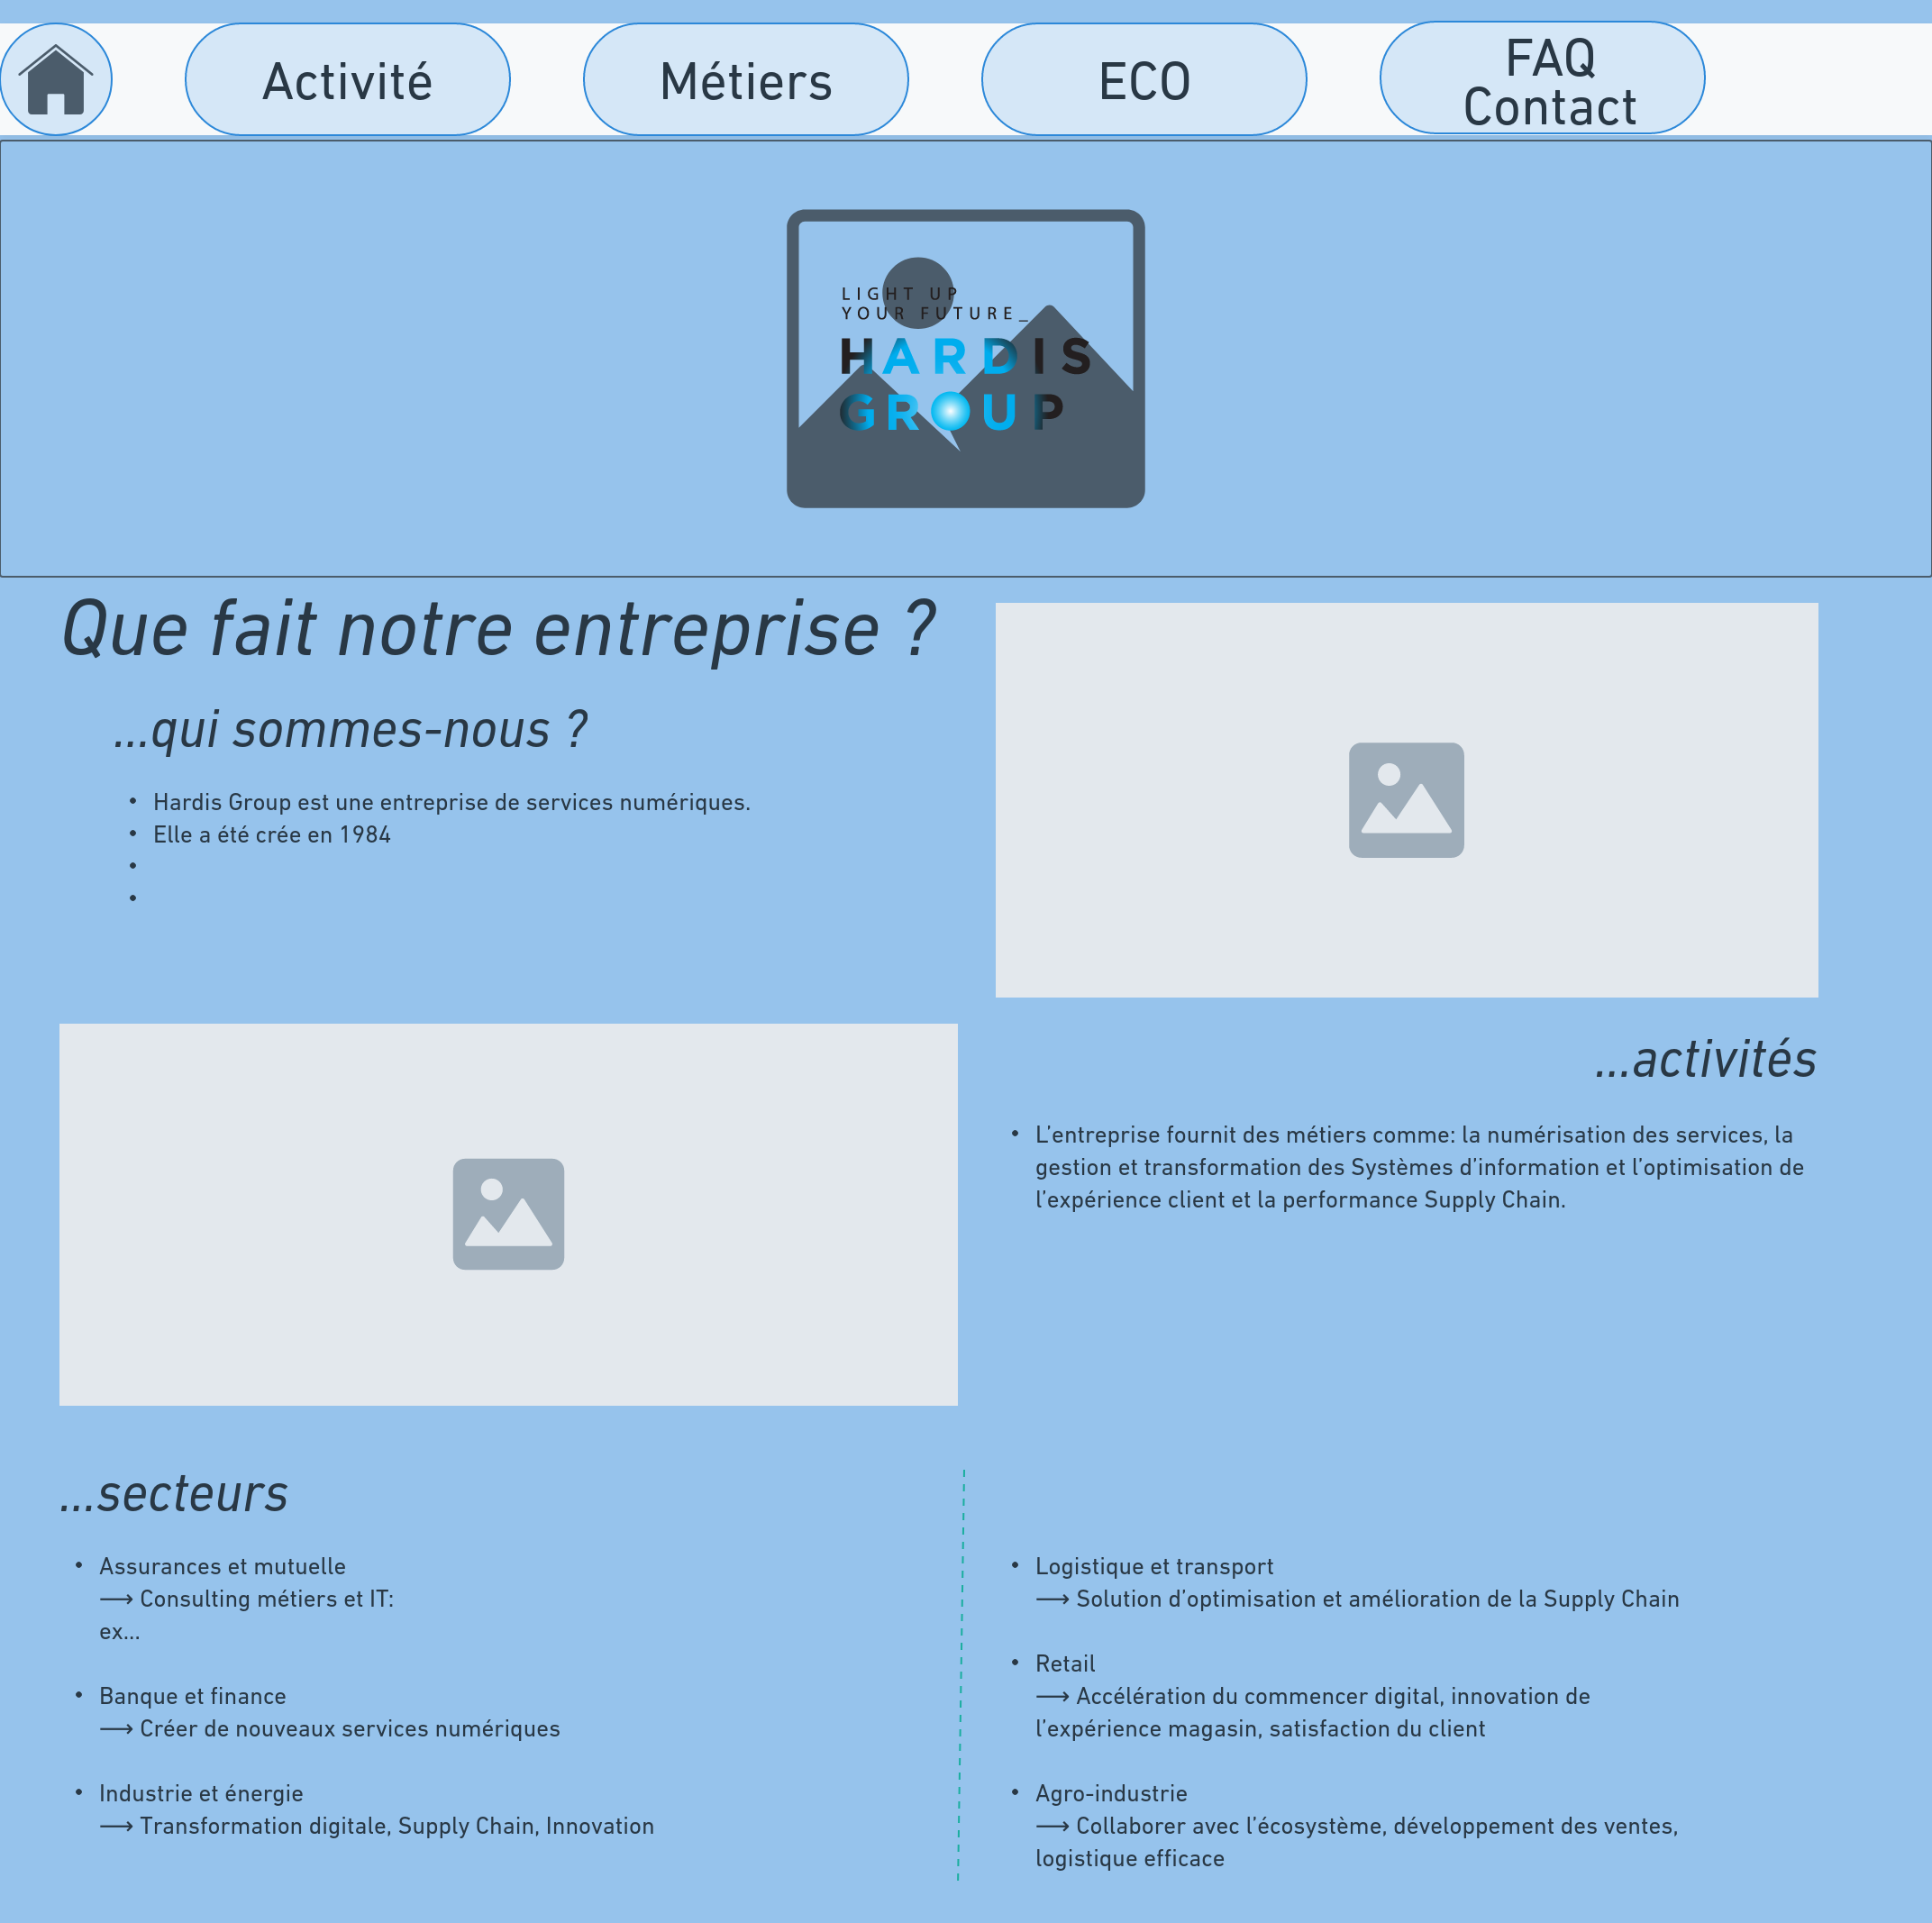 Activité
Métiers
ECO
FAQ
Contact
LIGHT UP
YOUR FUTURE_
HARDIS
GROUP
Que fait notre entreprise ?
...qui sommes-nous ?
• Hardis Group est une entreprise de services numériques.
• Elle a été crée en 1984
•
•
...activités
• L’entreprise fournit des métiers comme: la numérisation des services, la
gestion et transformation des Systèmes d’information et l’optimisation de
l’expérience client et la performance Supply Chain.
...secteurs
• Assurances et mutuelle
⟶ Consulting métiers et IT:
ex...
• Banque et finance
⟶ Créer de nouveaux services numériques
• Industrie et énergie
⟶ Transformation digitale, Supply Chain, Innovation
• Logistique et transport
⟶ Solution d’optimisation et amélioration de la Supply Chain
• Retail
⟶ Accélération du commencer digital, innovation de
l’expérience magasin, satisfaction du client
• Agro-industrie
⟶ Collaborer avec l’écosystème, développement des ventes,
logistique efficace